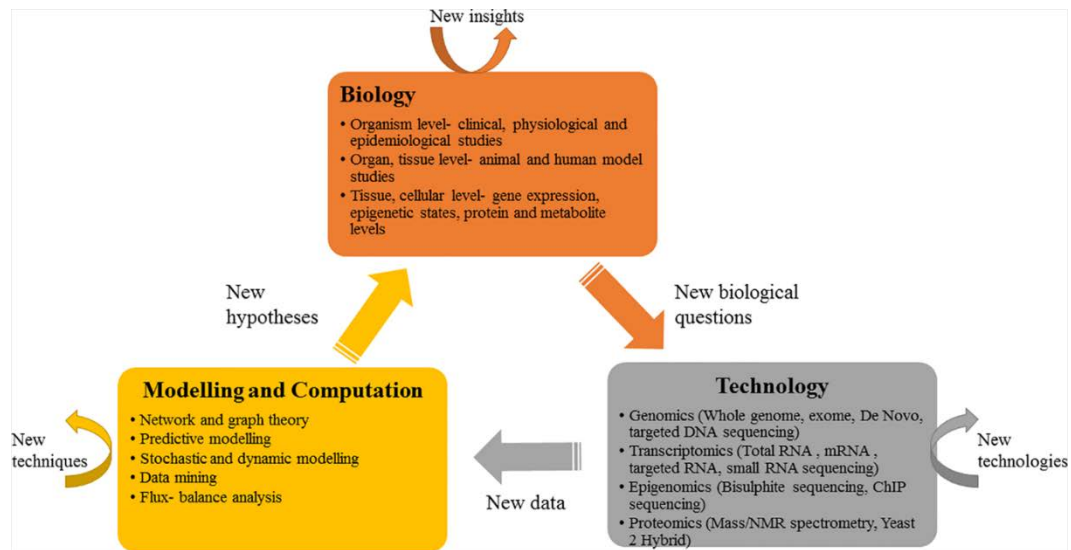 New insights
Biology
• Organism level- clinical, physiological and
epidemiological studies
• Organ, tissue level- animal and human model
studies
• Tissue, cellular level- gene expression,
epigenetic states, protein and metabolite
levels
New
hypotheses
New biological
questions
Modelling and Computation
• Network and graph theory
• Predictive modelling
• Stochastic and dynamic modelling
• Data mining
• Flux- balance analysis
New
techniques
New data
Technology
• Genomics (Whole genome, exome, De Novo,
targeted DNA sequencing)
• Transcriptomics (Total RNA , mRNA ,
targeted RNA, small RNA sequencing)
• Epigenomics (Bisulphite sequencing, ChIP
sequencing)
• Proteomics (Mass/NMR spectrometry, Yeast
2 Hybrid)
New
technologies